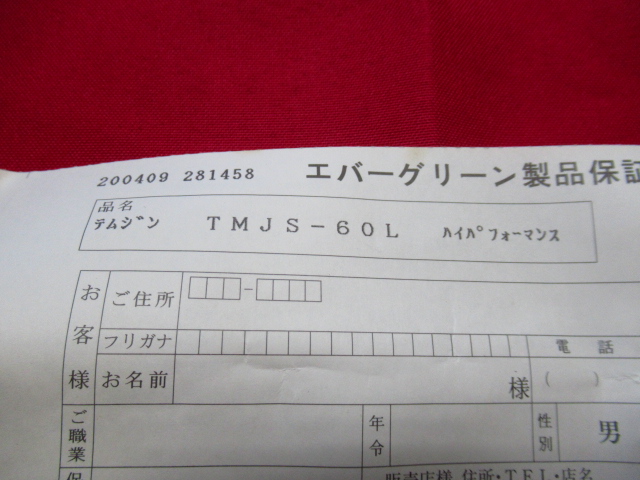 200409 281458 エバーグリーン製品保証
品名
ﾃﾑｼﾞﾝ TMJS-60L ﾊｲﾊﾟﾌｫｰﾏﾝｽ
お客様
ご住所 -
フリガナ 電話
お名前 様 ( )
ご職業 年令 性別 男
保 販売店様 住所・TEL・店名